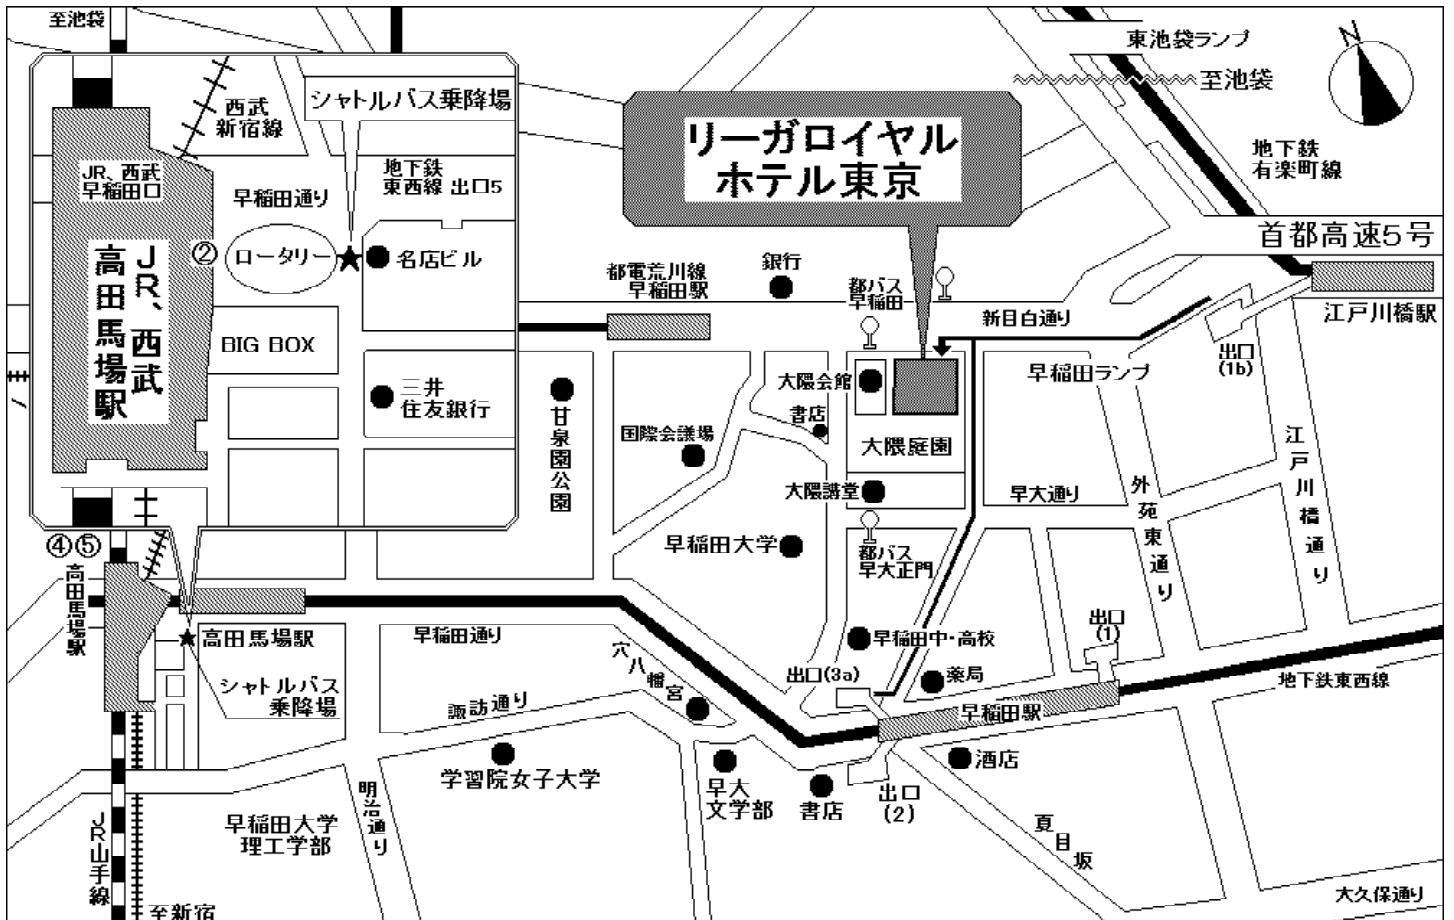 至池袋
シャトルバス乗降場
西武
新宿線
JR、西武
早稲田口
早稲田通り
地下鉄
東西線 出口5
②
ロータリー
名店ビル
JR、西武
高田馬場駅
BIG BOX
三井
住友銀行
④⑤
N
東池袋ランプ
至池袋
リーガロイヤル
ホテル東京
地下鉄
有楽町線
首都高速5号
都電荒川線
早稲田駅
銀行
都バス
早稲田
新目白通り
江戸川橋駅
出口
(1b)
早稲田ランプ
大隈会館
書店
甘泉園公園
国際会議場
大隈庭園
大隈講堂
早大通り
外苑東通り
江戸川橋通り
早稲田大学
都バス
早大正門
高田馬場駅
高田馬場駅
シャトルバス
乗降場
早稲田通り
穴八幡宮
諏訪通り
早稲田中・高校
出口(3a)
薬局
出口
(1)
早稲田駅
地下鉄東西線
学習院女子大学
早大
文学部
書店
出口
(2)
酒店
夏目坂
明治通り
早稲田大学
理工学部
JR山手線
至新宿
大久保通り